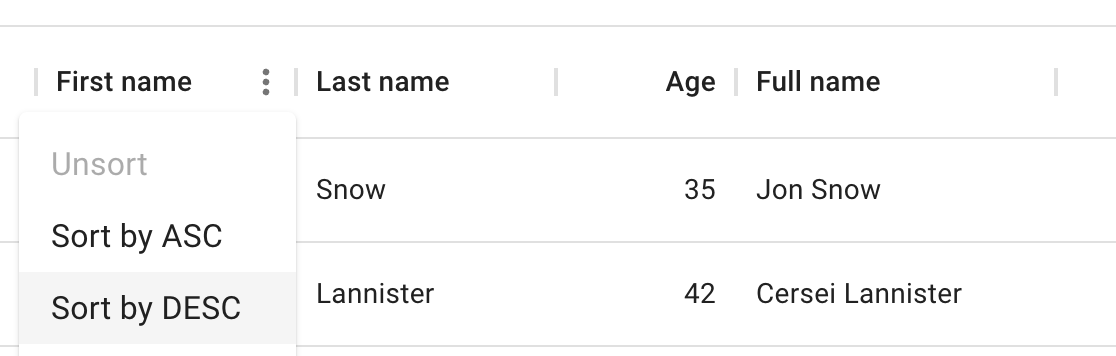 First name Last name Age Full name
Unsort
Snow 35 Jon Snow
Sort by ASC
Lannister 42 Cersei Lannister
Sort by DESC